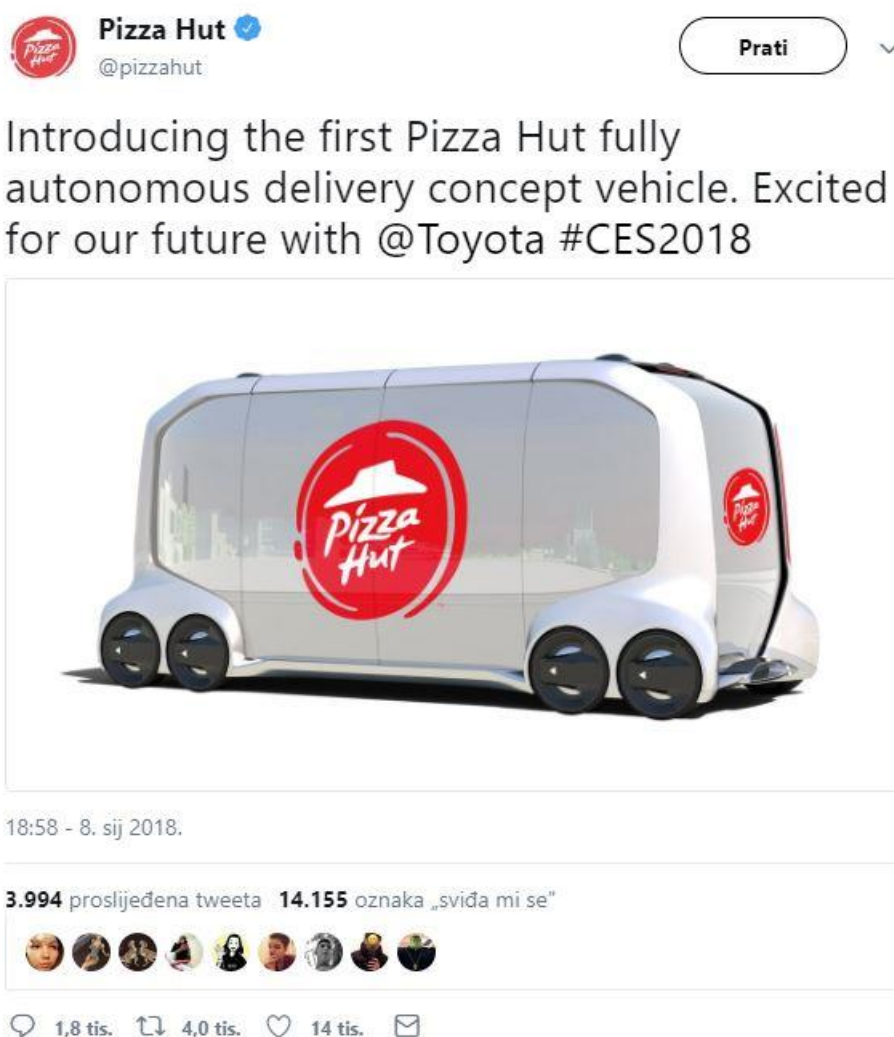 Pizza Hut
Pizza Hut
@pizzahut
Prati
Introducing the first Pizza Hut fully
autonomous delivery concept vehicle. Excited
for our future with @Toyota #CES2018
Pizza
Hut
Pizza
Hut
18:58 - 8. sij 2018.
3.994 proslijeđena tweeta 14.155 oznaka „sviđa mi se"
1,8 tis. 4,0 tis. 14 tis.